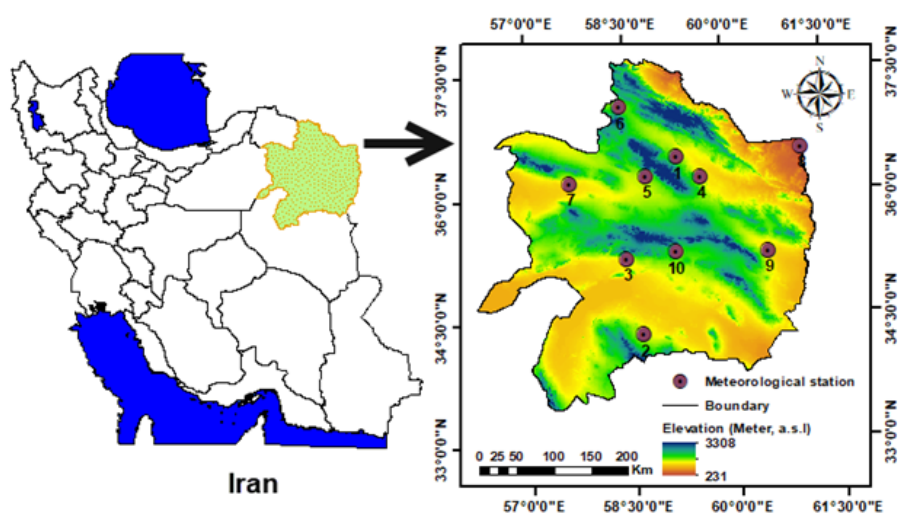 57°0'0"E 58°30'0"E 60°0'0"E 61°30'0"E
37°30'0"N
36°0'0"N
34°30'0"N
33°0'0"N
N
W E
S
6
1
5
4
7
3
10
9
2
Meteorological station
Boundary
Elevation (Meter, a.s.l)
3308
231
0 25 50 100 150 200
Km
57°0'0"E 58°30'0"E 60°0'0"E 61°30'0"E
37°30'0"N
36°0'0"N
34°30'0"N
33°0'0"N
Iran